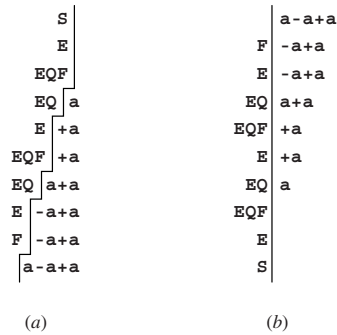 S
E
EQF
EQ a
E +a
EQF +a
EQ a+a
E -a+a
F -a+a
a-a+a
(a)
a-a+a
F -a+a
E -a+a
EQ a+a
EQF +a
E +a
EQ a
EQF
E
S
(b)